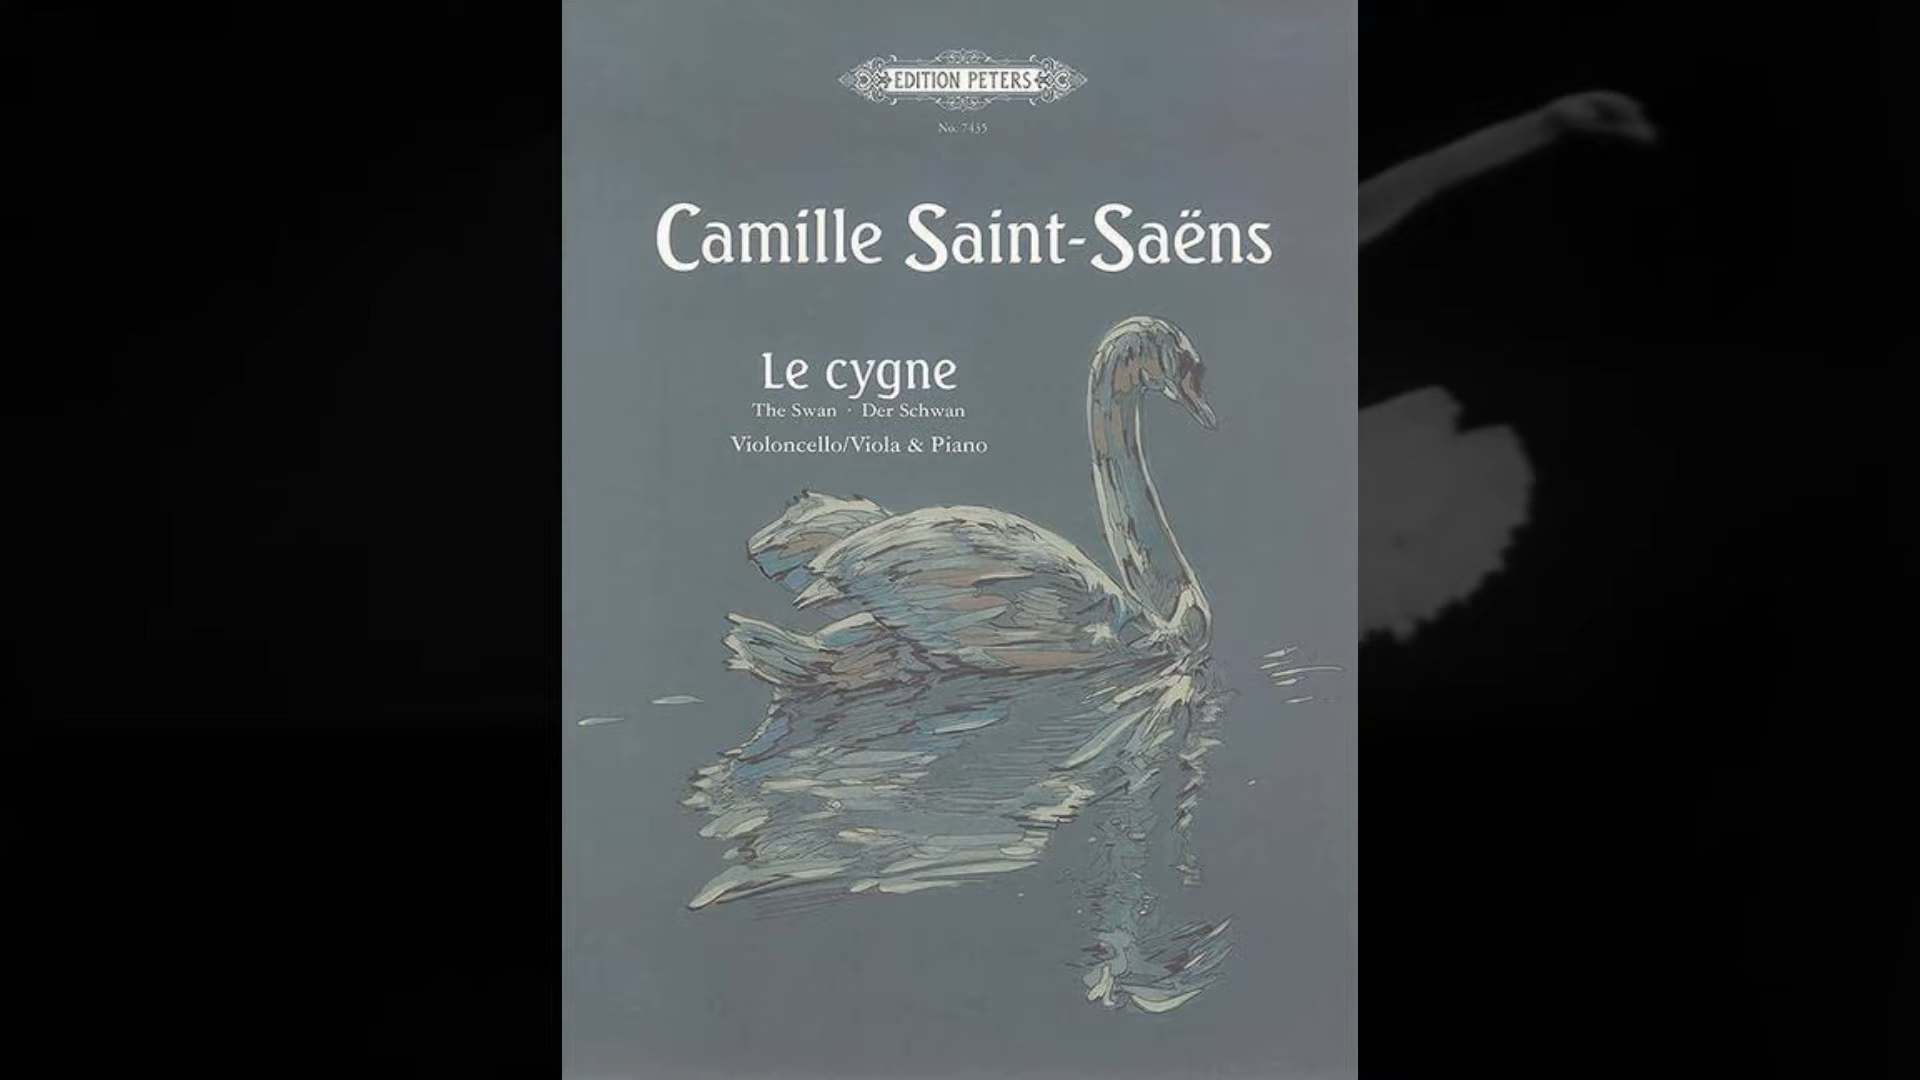 EDITION PETERS
No. 7435
Camille Saint-Saëns
Le cygne
The Swan · Der Schwan
Violoncello/Viola & Piano